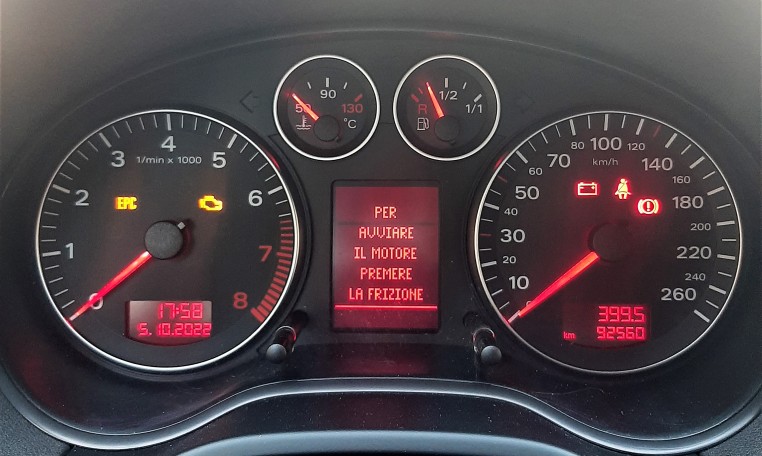 50 90 130
°C
R 1/2 1/1
0 1 2 3 4 5 6 7 8
1/min x 1000
EPC
17:58
5.10.2022
PER
AVVIARE
IL MOTORE
PREMERE
LA FRIZIONE
10 30 40 50 60 70 80 100 120 140 160 180 200 220 240 260
km/h
399.5
km 92560